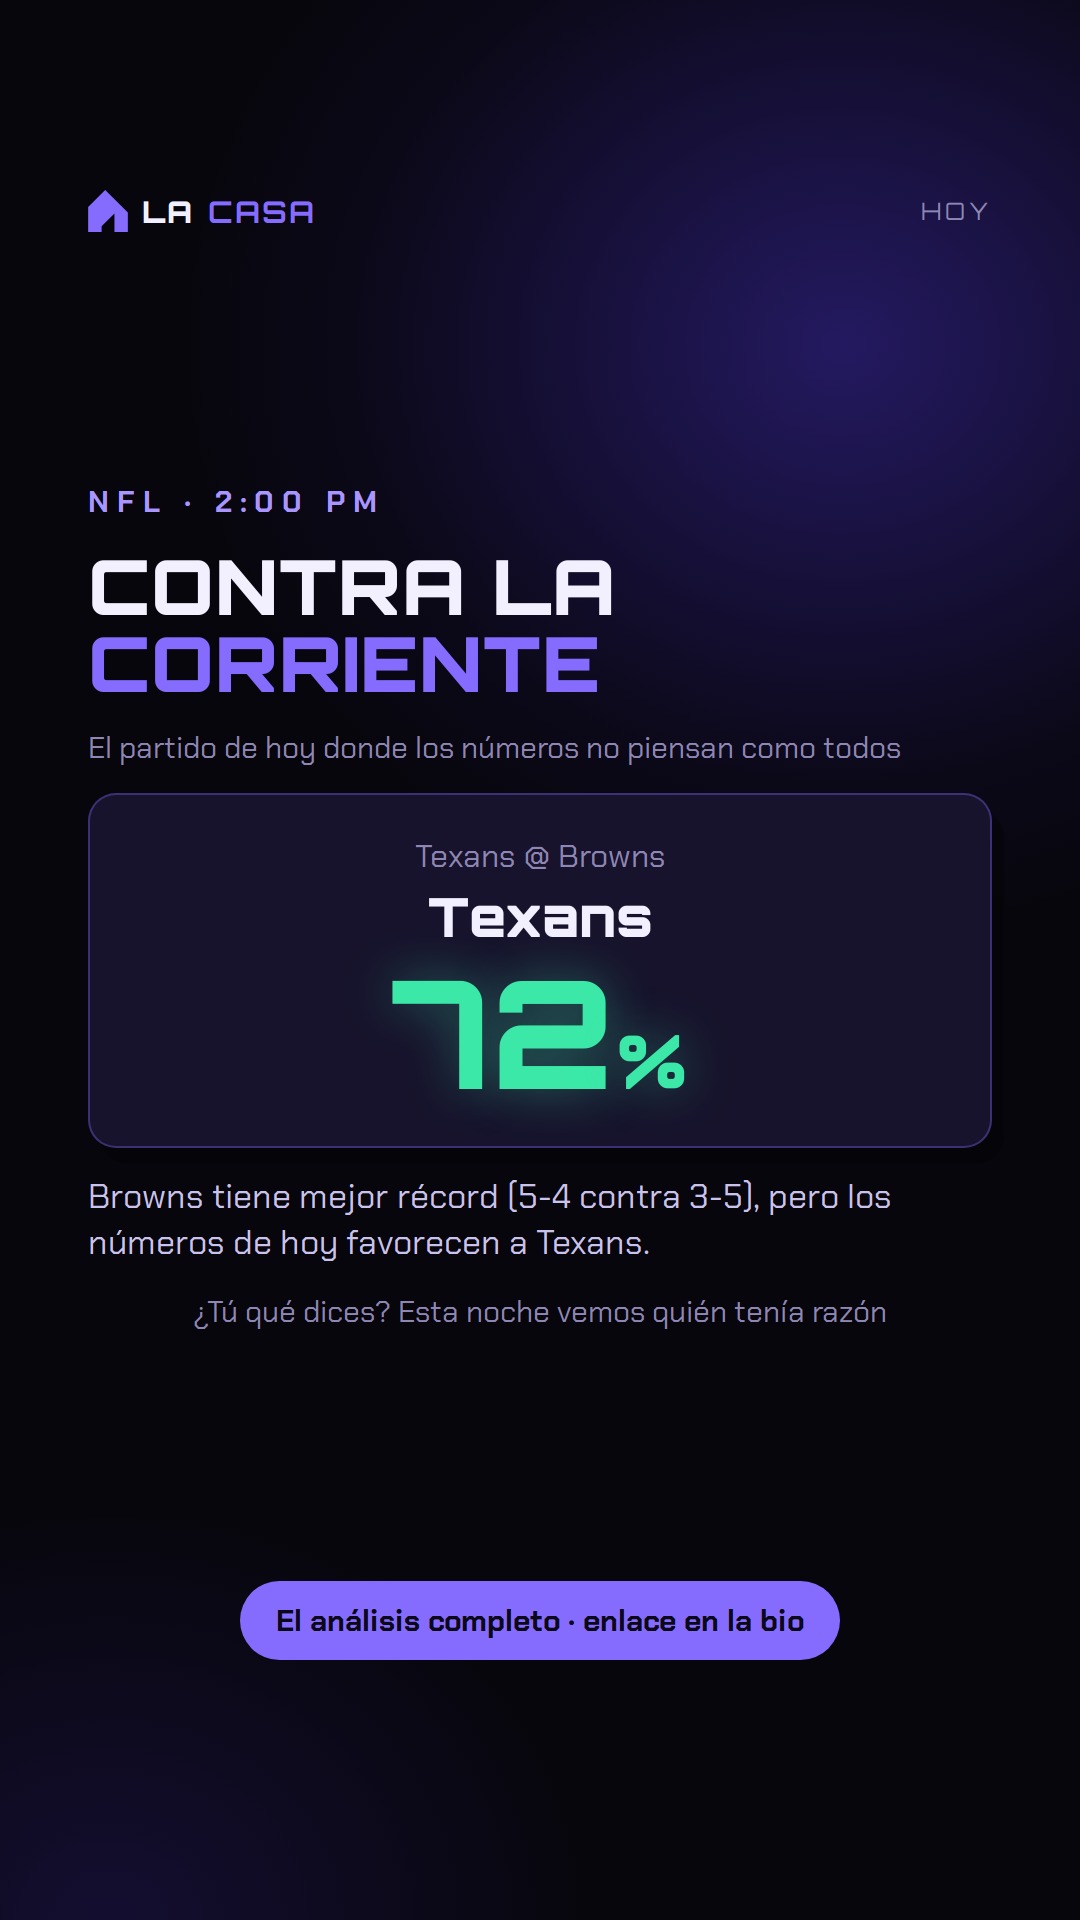 LA CASA
HOY
NFL · 2:00 PM
CONTRA LA
CORRIENTE
El partido de hoy donde los números no piensan como todos
Texans @ Browns
Texans
72%
Browns tiene mejor récord (5-4 contra 3-5), pero los
números de hoy favorecen a Texans.
¿Tú qué dices? Esta noche vemos quién tenía razón
El análisis completo · enlace en la bio